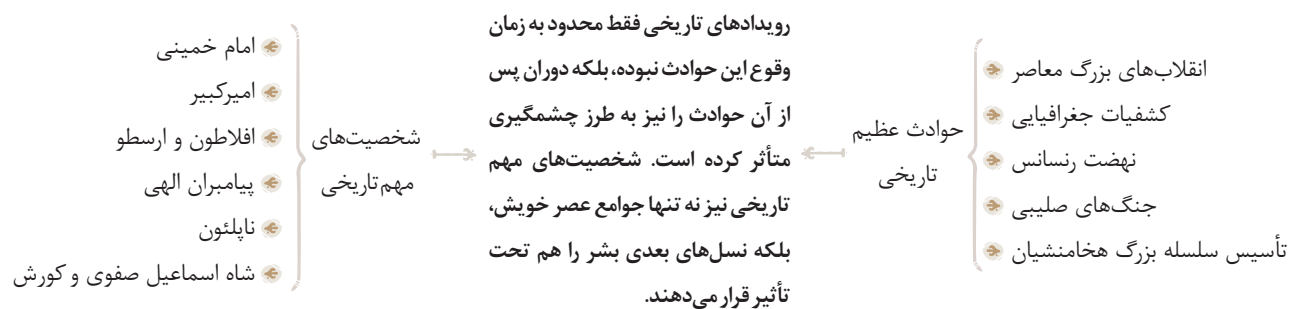 انقلاب‌های بزرگ معاصر
کشفیات جغرافیایی
نهضت رنسانس
جنگ‌های صلیبی
تأسیس سلسله بزرگ هخامنشیان
حوادث عظیم
تاریخی
رویدادهای تاریخی فقط محدود به زمان
وقوع این حوادث نبوده، بلکه دوران پس
از آن حوادث را نیز به طرز چشمگیری
متأثر کرده است. شخصیت‌های مهم
تاریخی نیز نه تنها جوامع عصر خویش،
بلکه نسل‌های بعدی بشر را هم تحت
تأثیر قرار می‌دهند.
شخصیت‌های
مهم تاریخی
امام خمینی
امیرکبیر
افلاطون و ارسطو
پیامبران الهی
ناپلئون
شاه اسماعیل صفوی و کورش